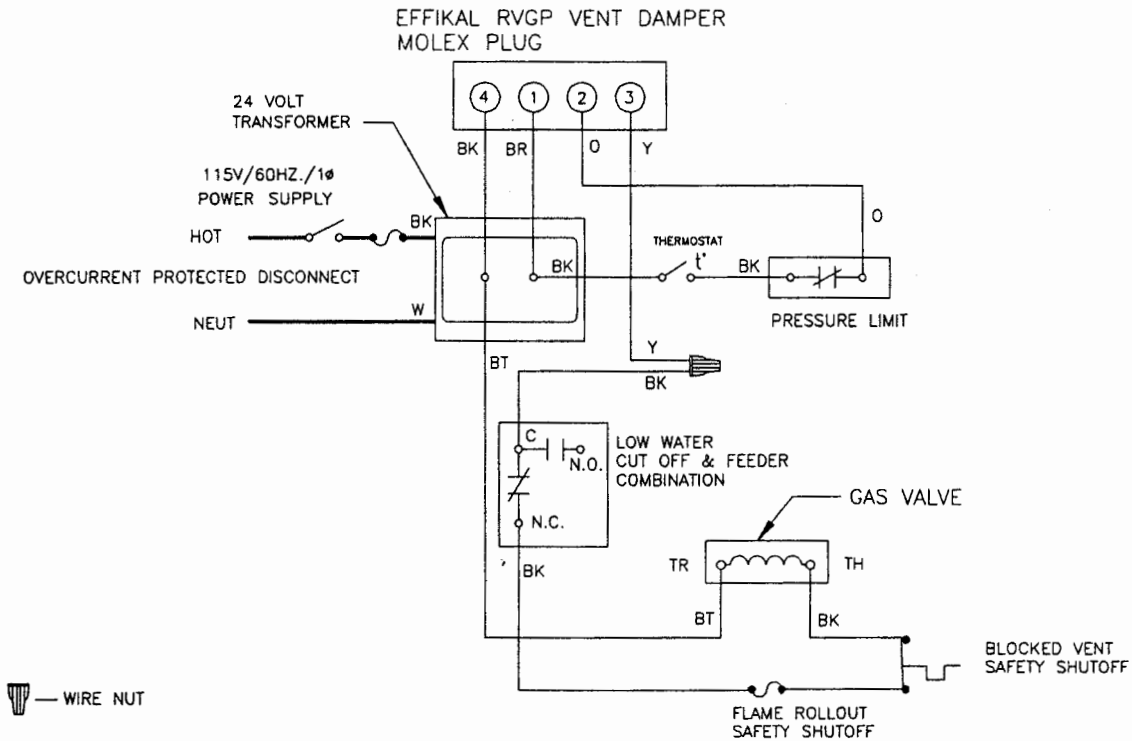 EFFIKAL RVGP VENT DAMPER
MOLEX PLUG
4 1 2 3
24 VOLT
TRANSFORMER
BK BR O Y
115V/60HZ./1ø
POWER SUPPLY
BK
HOT
O
THERMOSTAT
t°
BK
BK
OVERCURRENT PROTECTED DISCONNECT
W
NEUT
PRESSURE LIMIT
BT
Y
BK
C
N.O.
LOW WATER
CUT OFF & FEEDER
COMBINATION
N.C.
GAS VALVE
BK
TR
TH
BT
BK
BLOCKED VENT
SAFETY SHUTOFF
WIRE NUT
FLAME ROLLOUT
SAFETY SHUTOFF